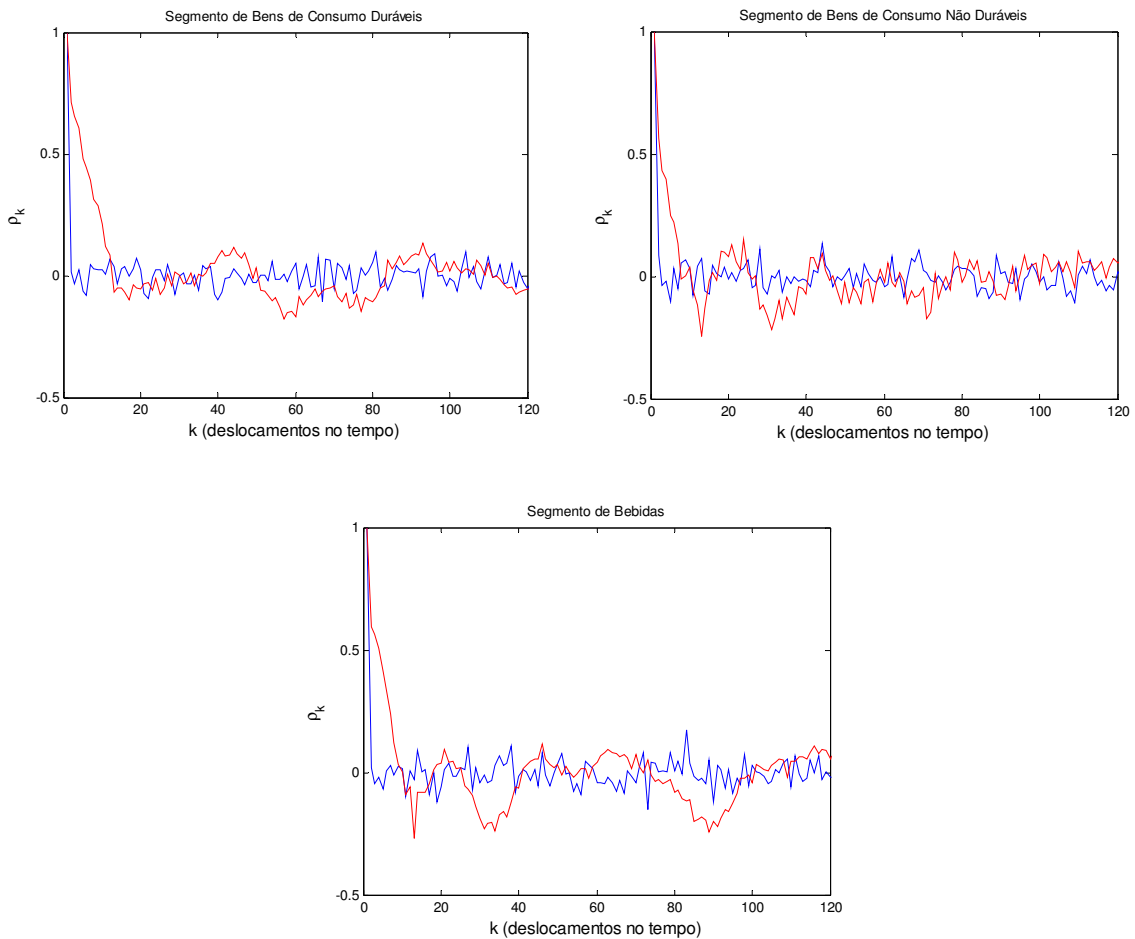 Segmento de Bens de Consumo Duráveis
1
0.5
0
-0.5
ρk
0 20 40 60 80 100 120
k (deslocamentos no tempo)
Segmento de Bens de Consumo Não Duráveis
1
0.5
0
-0.5
ρk
0 20 40 60 80 100 120
k (deslocamentos no tempo)
Segmento de Bebidas
1
0.5
0
-0.5
ρk
0 20 40 60 80 100 120
k (deslocamentos no tempo)